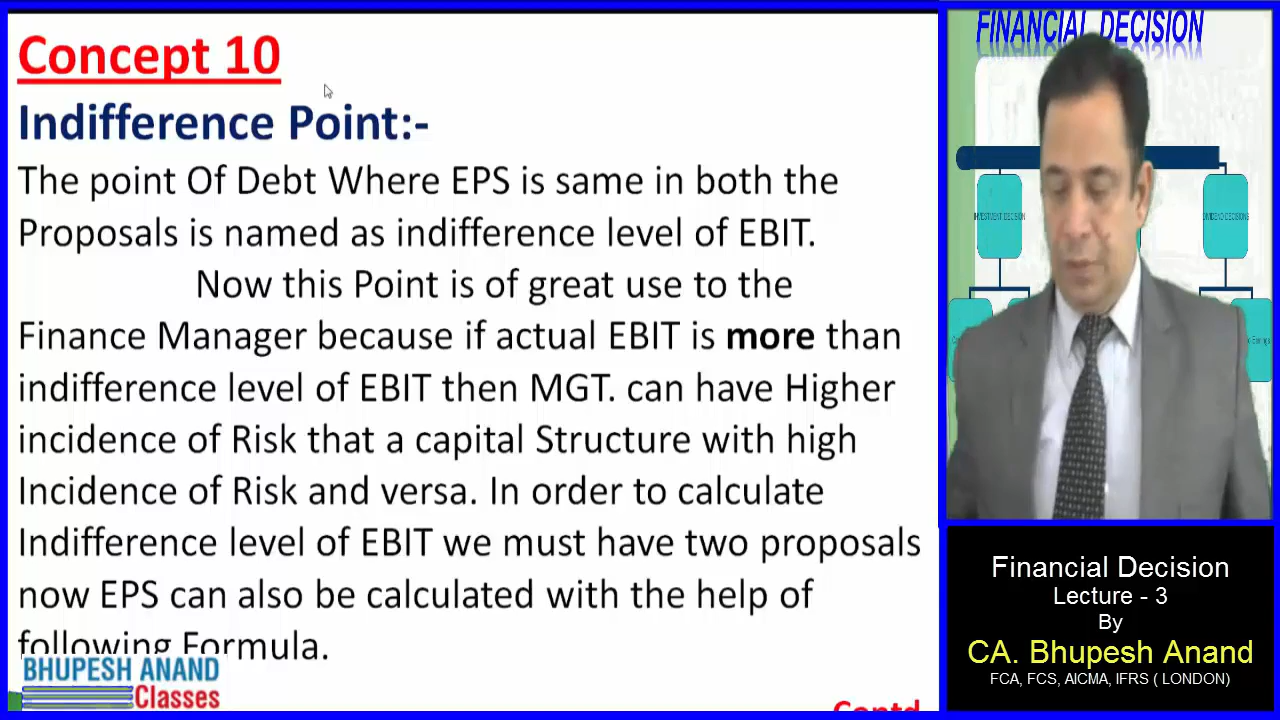 Concept 10
Indifference Point:-
The point Of Debt Where EPS is same in both the
Proposals is named as indifference level of EBIT.
Now this Point is of great use to the
Finance Manager because if actual EBIT is more than
indifference level of EBIT then MGT. can have Higher
incidence of Risk that a capital Structure with high
Incidence of Risk and versa. In order to calculate
Indifference level of EBIT we must have two proposals
now EPS can also be calculated with the help of
following Formula.
BHUPESH ANAND
Classes
Contd
FINANCIAL DECISION
INVESTMENT DECISION
DIVIDEND DECISIONS
Financial Decision
Lecture - 3
By
CA. Bhupesh Anand
FCA, FCS, AICMA, IFRS ( LONDON)